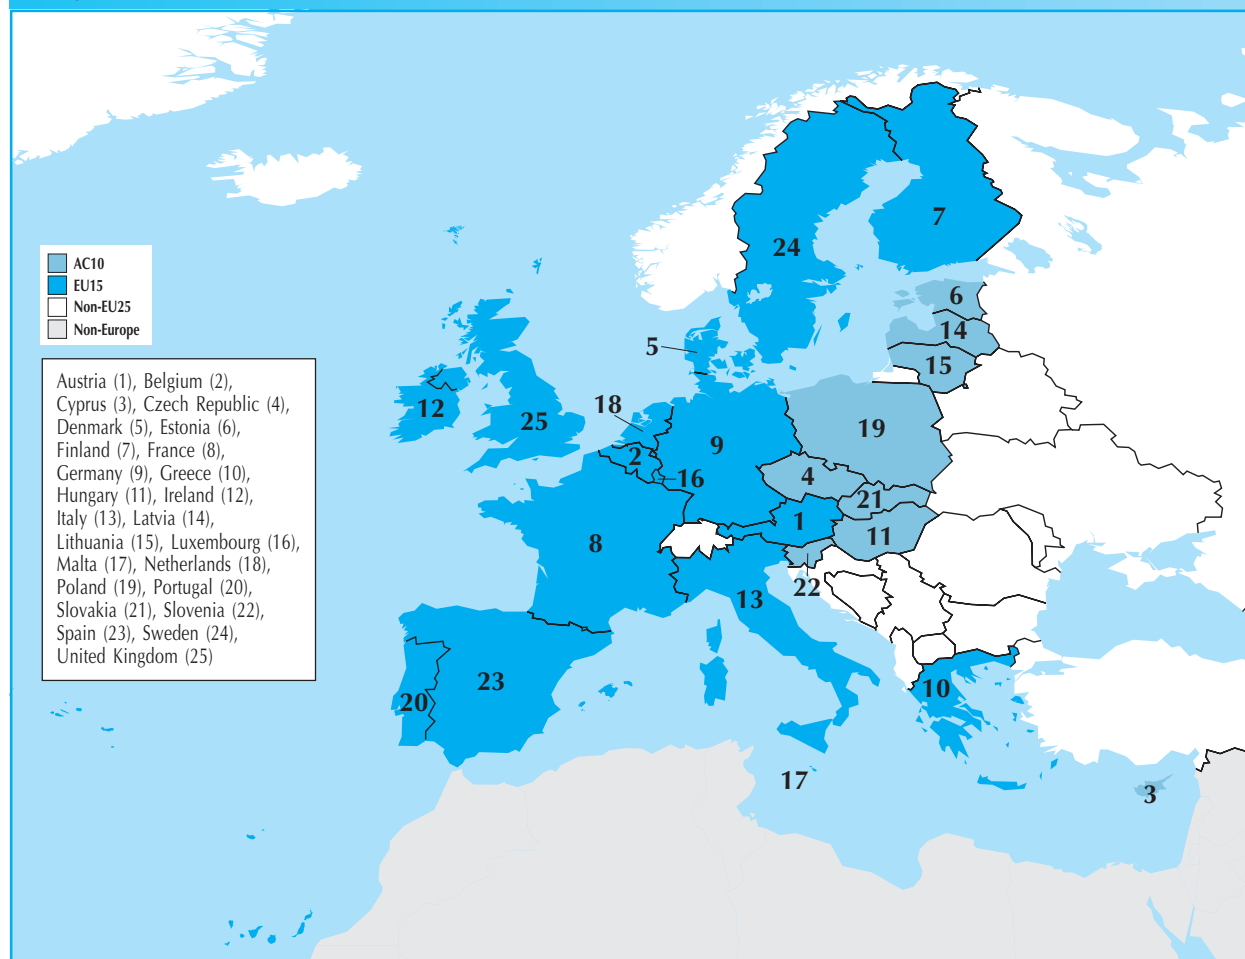 AC10
EU15
Non-EU25
Non-Europe
Austria (1), Belgium (2),
Cyprus (3), Czech Republic (4),
Denmark (5), Estonia (6),
Finland (7), France (8),
Germany (9), Greece (10),
Hungary (11), Ireland (12),
Italy (13), Latvia (14),
Lithuania (15), Luxembourg (16),
Malta (17), Netherlands (18),
Poland (19), Portugal (20),
Slovakia (21), Slovenia (22),
Spain (23), Sweden (24),
United Kingdom (25)
7
24
6
14
5
15
18
12
25
19
9
2
4
16
21
1
11
8
22
13
23
10
20
17
3